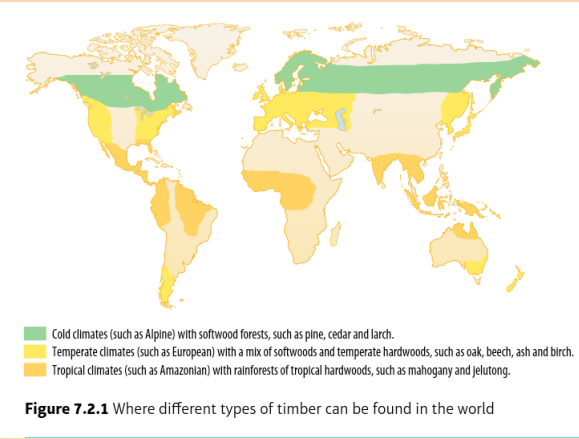 Cold climates (such as Alpine) with softwood forests, such as pine, cedar and larch.
Temperate climates (such as European) with a mix of softwoods and temperate hardwoods, such as oak, beech, ash and birch.
Tropical climates (such as Amazonian) with rainforests of tropical hardwoods, such as mahogany and jelutong.
Figure 7.2.1 Where different types of timber can be found in the world